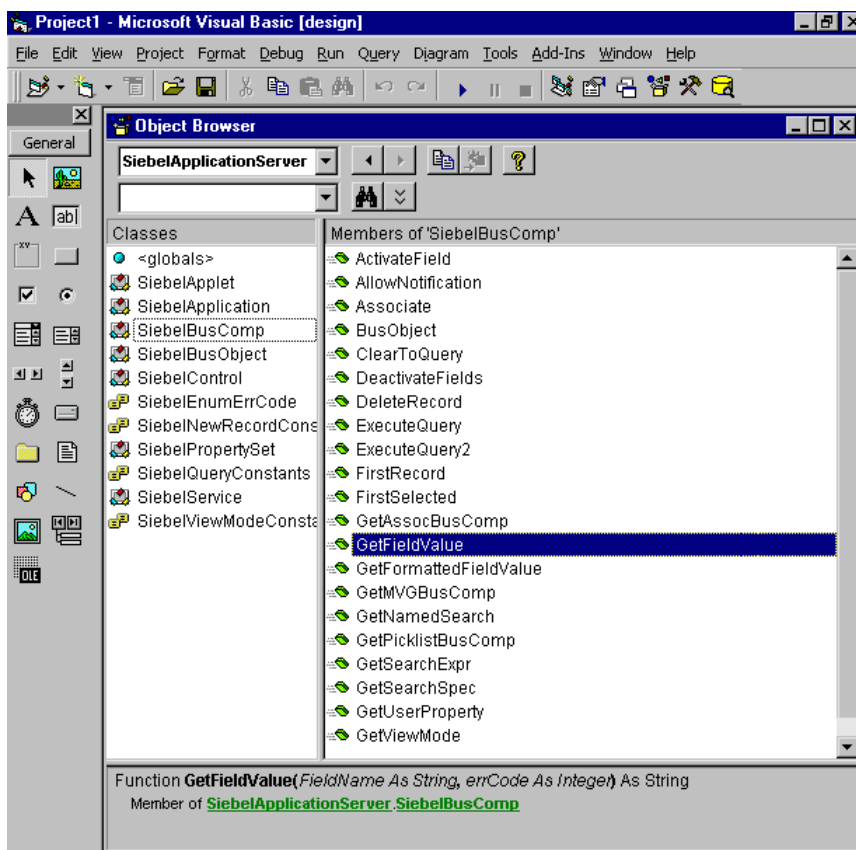 Project1 - Microsoft Visual Basic [design]
File Edit View Project Format Debug Run Query Diagram Tools Add-Ins Window Help
General
Object Browser
SiebelApplicationServer
A ab|
XY
OLE
Classes
<globals>
SiebelApplet
SiebelApplication
SiebelBusComp
SiebelBusObject
SiebelControl
SiebelEnumErrCode
SiebelNewRecordCons
SiebelPropertySet
SiebelQueryConstants
SiebelService
SiebelViewModeConsta
Members of 'SiebelBusComp'
ActivateField
AllowNotification
Associate
BusObject
ClearToQuery
DeactivateFields
DeleteRecord
ExecuteQuery
ExecuteQuery2
FirstRecord
FirstSelected
GetAssocBusComp
GetFieldValue
GetFormattedFieldValue
GetMVGBusComp
GetNamedSearch
GetPicklistBusComp
GetSearchExpr
GetSearchSpec
GetUserProperty
GetViewMode
Function GetFieldValue(FieldName As String, errCode As Integer) As String
Member of SiebelApplicationServer.SiebelBusComp